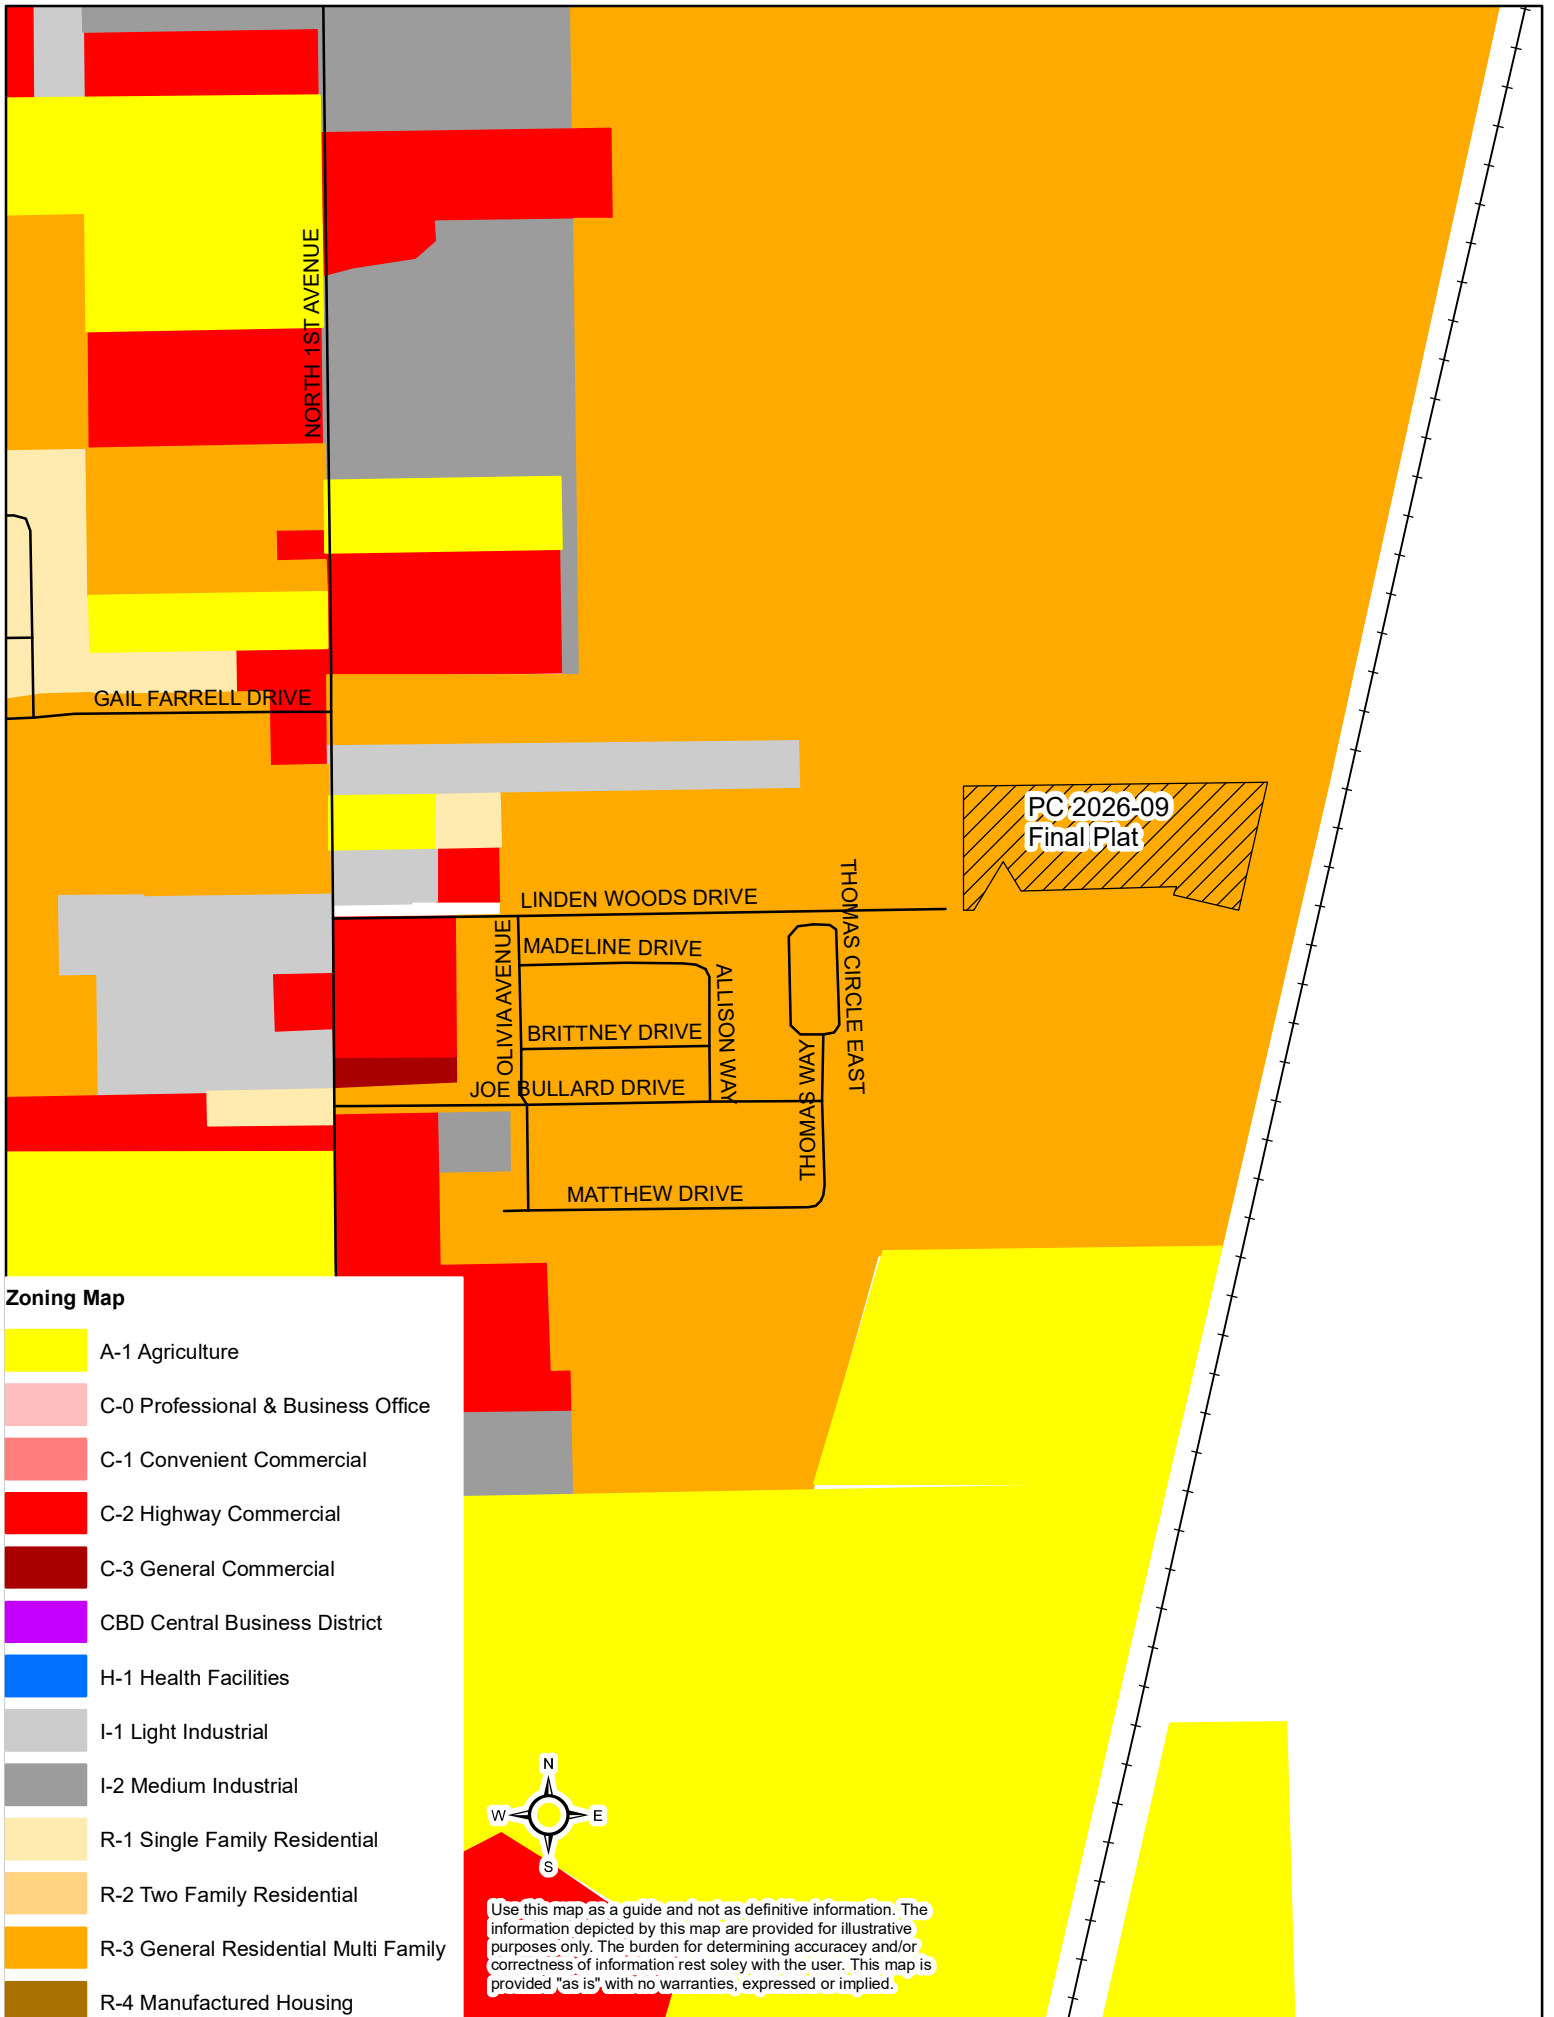 NORTH 1ST AVENUE
GAIL FARRELL DRIVE
PC 2026-09
Final Plat
LINDEN WOODS DRIVE
THOMAS CIRCLE EAST
OLIVIA AVENUE
MADELINE DRIVE
ALLISON WAY
BRITTNEY DRIVE
THOMAS WAY
JOE BULLARD DRIVE
MATTHEW DRIVE
Zoning Map
A-1 Agriculture
C-0 Professional & Business Office
C-1 Convenient Commercial
C-2 Highway Commercial
C-3 General Commercial
CBD Central Business District
H-1 Health Facilities
I-1 Light Industrial
I-2 Medium Industrial
R-1 Single Family Residential
R-2 Two Family Residential
R-3 General Residential Multi Family
R-4 Manufactured Housing
N
W
E
S
Use this map as a guide and not as definitive information. The
information depicted by this map are provided for illustrative
purposes only. The burden for determining accuracey and/or
correctness of information rest soley with the user. This map is
provided "as is" with no warranties, expressed or implied.